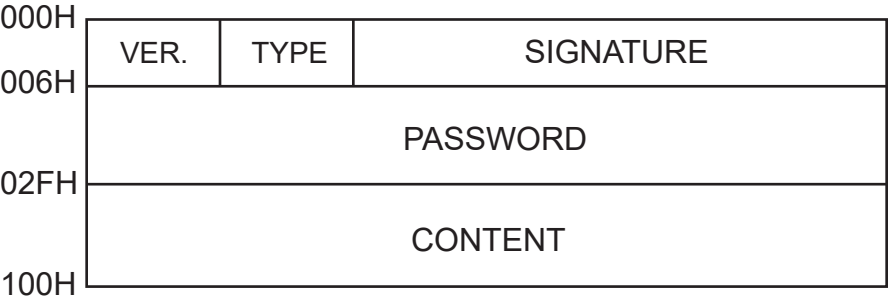 000H
VER. TYPE SIGNATURE
006H
PASSWORD
02FH
CONTENT
100H